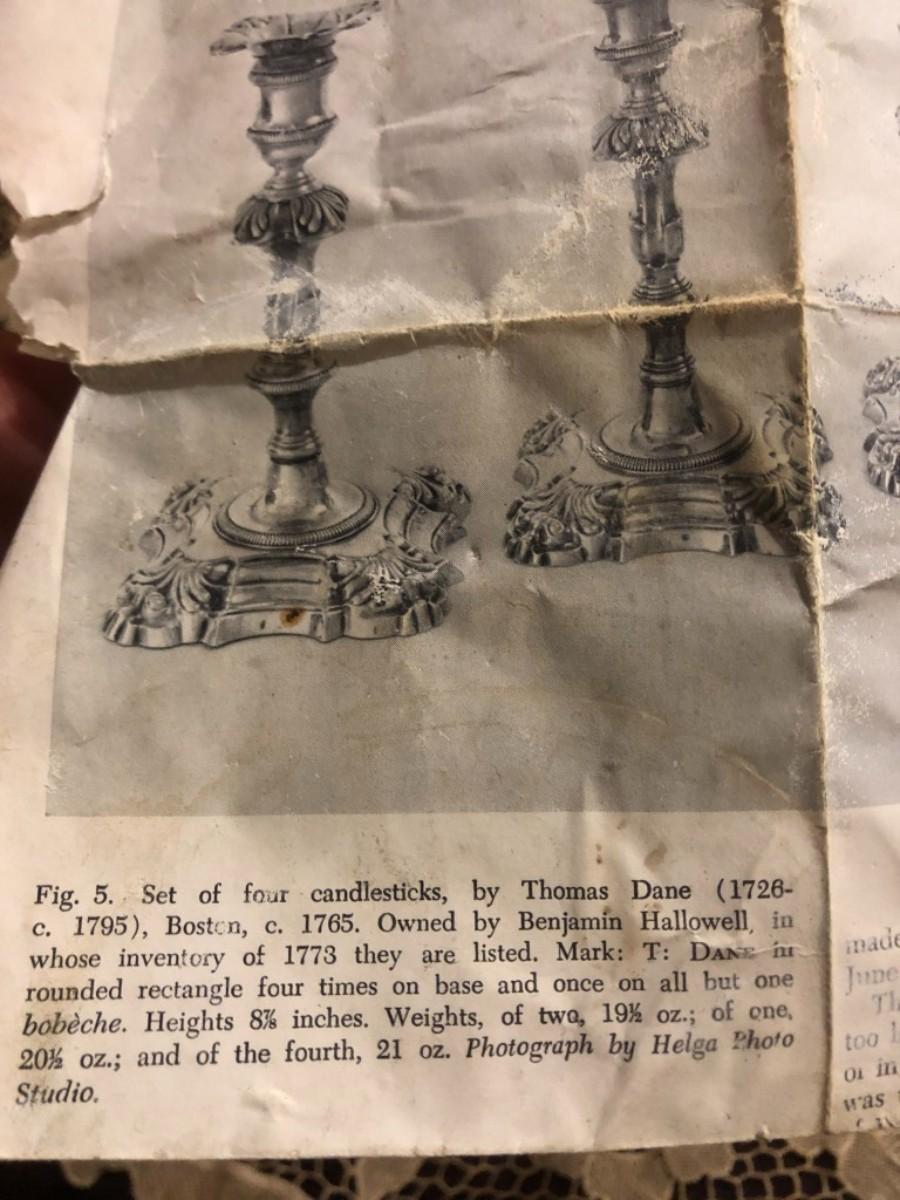 Fig. 5. Set of four candlesticks, by Thomas Dane (1726-
c. 1795), Boston, c. 1765. Owned by Benjamin Hallowell, in
whose inventory of 1773 they are listed. Mark: T: DANE in
rounded rectangle four times on base and once on all but one
bobèche. Heights 8⅞ inches. Weights, of two, 19½ oz.; of one,
20½ oz.; and of the fourth, 21 oz. Photograph by Helga Photo
Studio.
made
June
too
or in
was